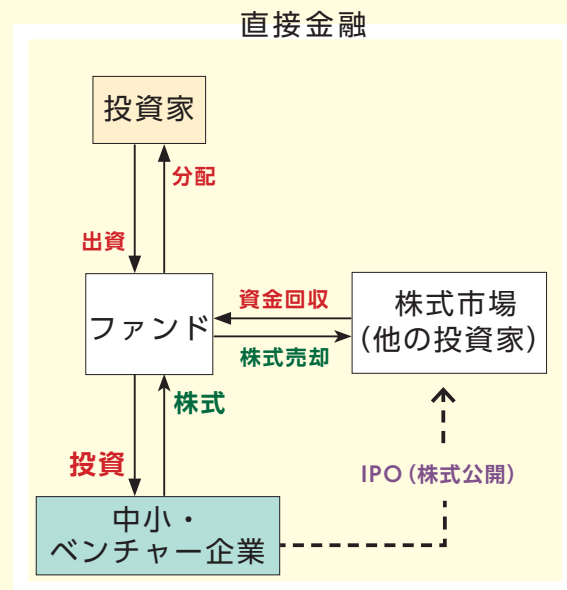 直接金融
投資家
分配
出資
ファンド
資金回収
株式売却
株式市場
(他の投資家)
株式
投資
IPO(株式公開)
中小・
ベンチャー企業